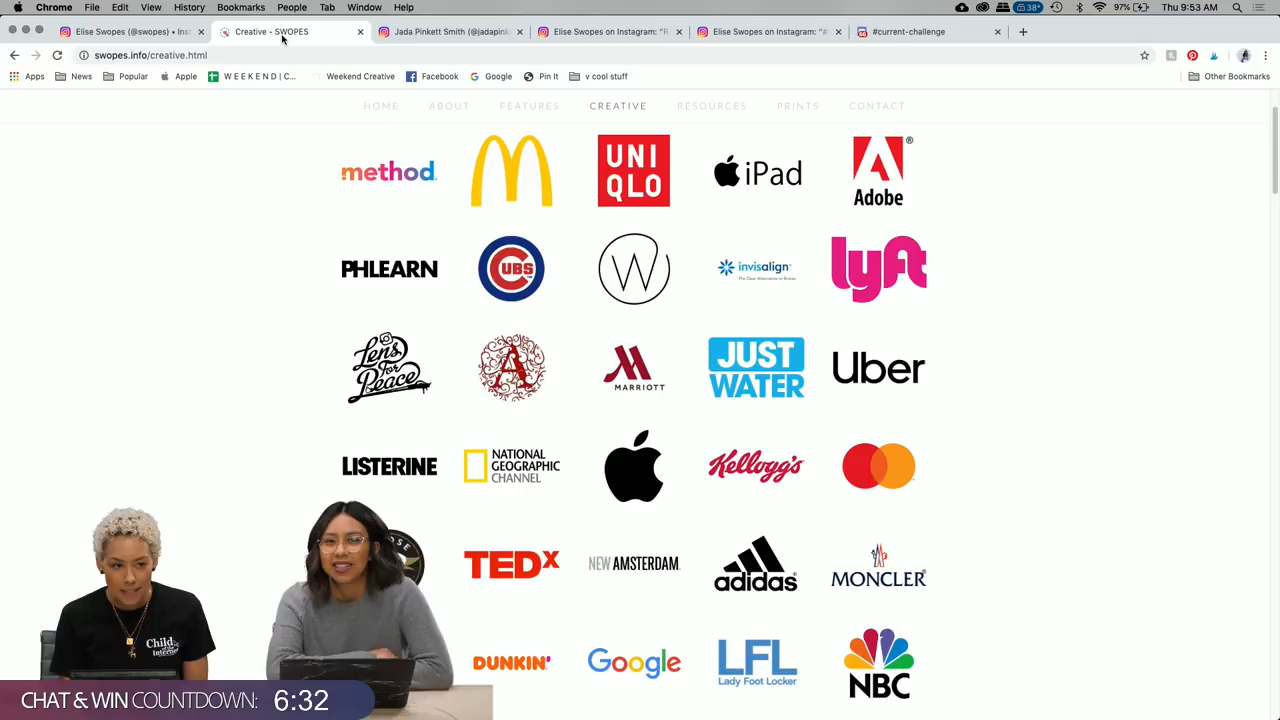 Chrome File Edit View History Bookmarks People Tab Window Help 38° 97% Thu 9:53 AM
Elise Swopes (@swopes) • Inst Creative - SWOPES Jada Pinkett Smith (@jadapink Elise Swopes on Instagram: "R Elise Swopes on Instagram: "# #current-challenge
swopes.info/creative.html
Apps News Popular Apple W E E K E N D | C... Weekend Creative Facebook Google Pin It v cool stuff Other Bookmarks
HOME ABOUT FEATURES CREATIVE RESOURCES PRINTS CONTACT
method. UNI QLO iPad Adobe
PHLEARN CUBS W invisalign lyft
Lens For Peace A MARRIOTT JUST WATER Uber
LISTERINE NATIONAL GEOGRAPHIC CHANNEL Kellogg's
TEDx NEW AMSTERDAM adidas MONCLER
DUNKIN' Google LFL Lady Foot Locker NBC
Child
CHAT & WIN COUNTDOWN: 6:32